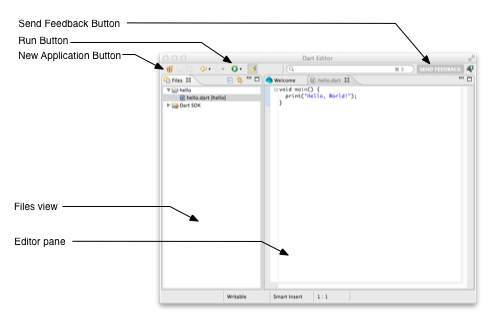 Send Feedback Button
Run Button
New Application Button
Dart Editor
SEND FEEDBACK
Files
Welcome
hello.dart
hello
hello.dart [hello]
Dart SDK
void main() {
print("Hello, World!");
}
Files view
Editor pane
Writable
Smart Insert
1 : 1